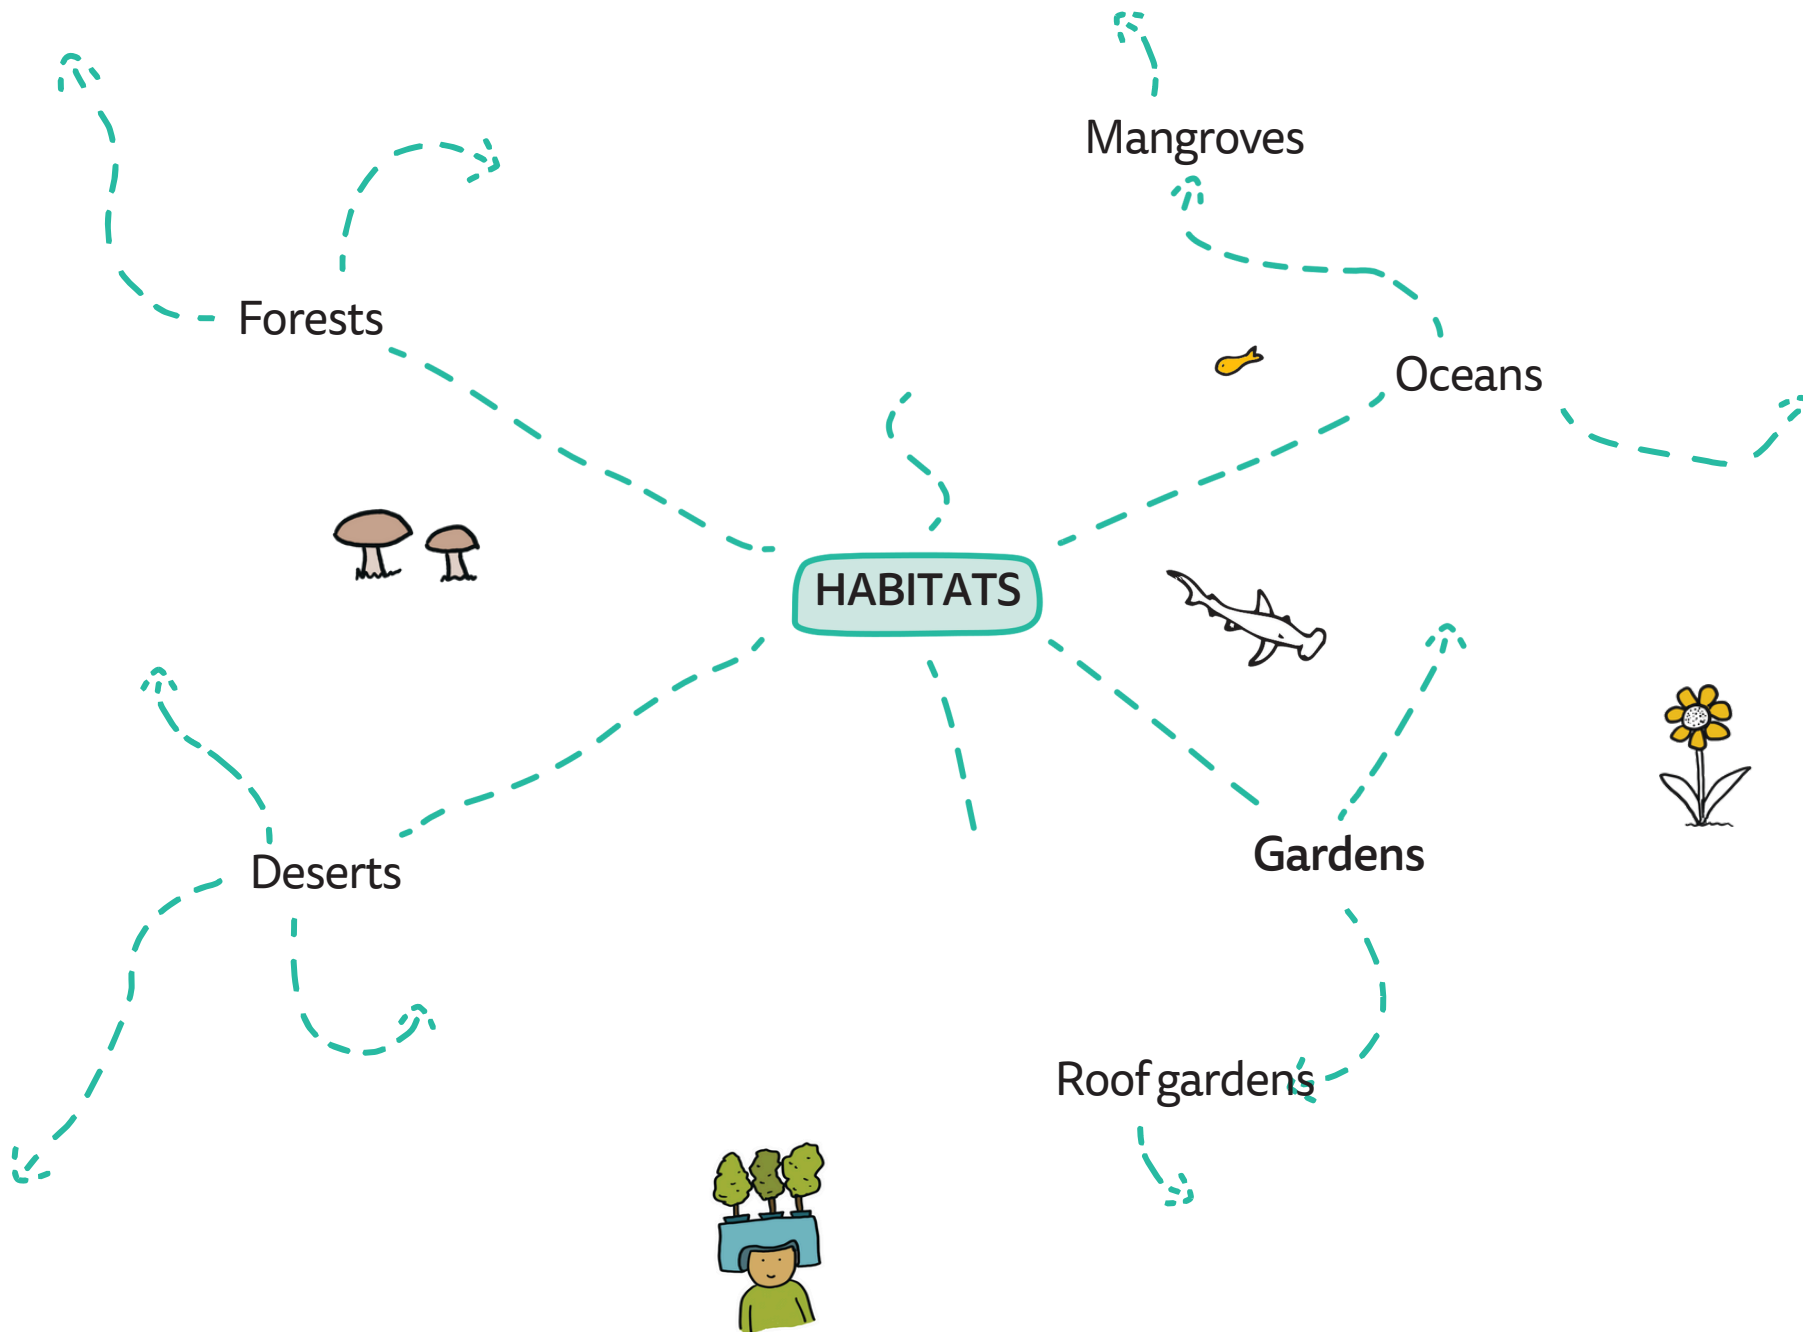 Mangroves
Forests
Oceans
HABITATS
Gardens
Deserts
Roof gardens